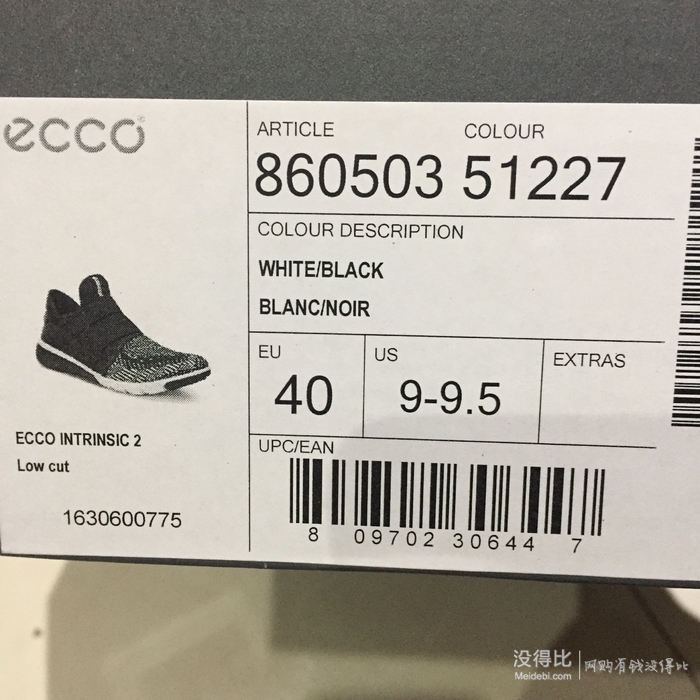 ecco
ARTICLE COLOUR
860503 51227
COLOUR DESCRIPTION
WHITE/BLACK
BLANC/NOIR
EU US EXTRAS
40 9-9.5
ECCO INTRINSIC 2
Low cut
1630600775
UPC/EAN
8 09702 30644 7
没得比 网购有钱没得比
Meidebi.com